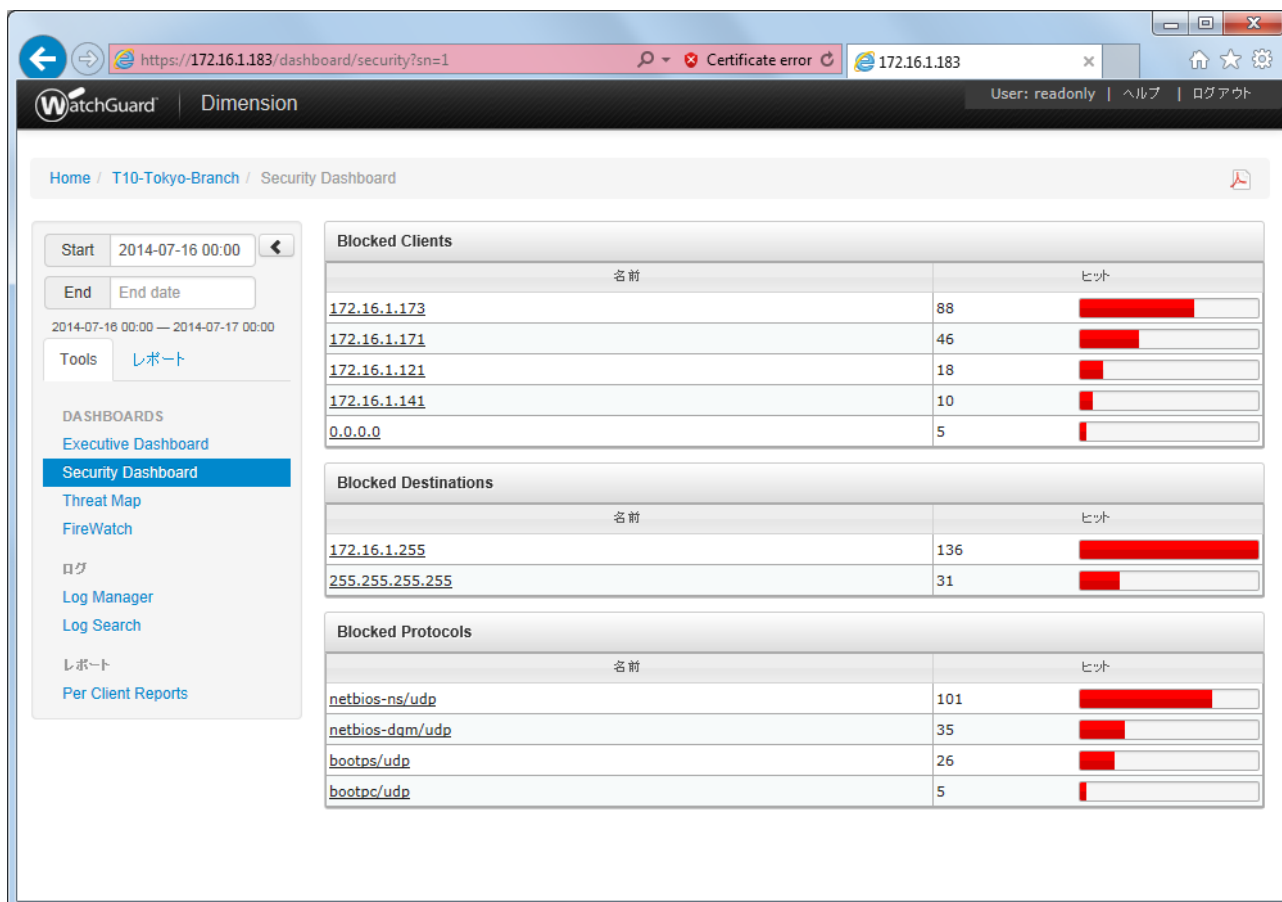 https://172.16.1.183/dashboard/security?sn=1 Certificate error 172.16.1.183
WatchGuard Dimension User: readonly | ヘルプ | ログアウト
Home / T10-Tokyo-Branch / Security Dashboard
Start 2014-07-16 00:00
End End date
2014-07-16 00:00 — 2014-07-17 00:00
Tools レポート
DASHBOARDS
Executive Dashboard
Security Dashboard
Threat Map
FireWatch
ログ
Log Manager
Log Search
レポート
Per Client Reports
Blocked Clients
名前 ヒット
172.16.1.173 88
172.16.1.171 46
172.16.1.121 18
172.16.1.141 10
0.0.0.0 5
Blocked Destinations
名前 ヒット
172.16.1.255 136
255.255.255.255 31
Blocked Protocols
名前 ヒット
netbios-ns/udp 101
netbios-dgm/udp 35
bootps/udp 26
bootpc/udp 5